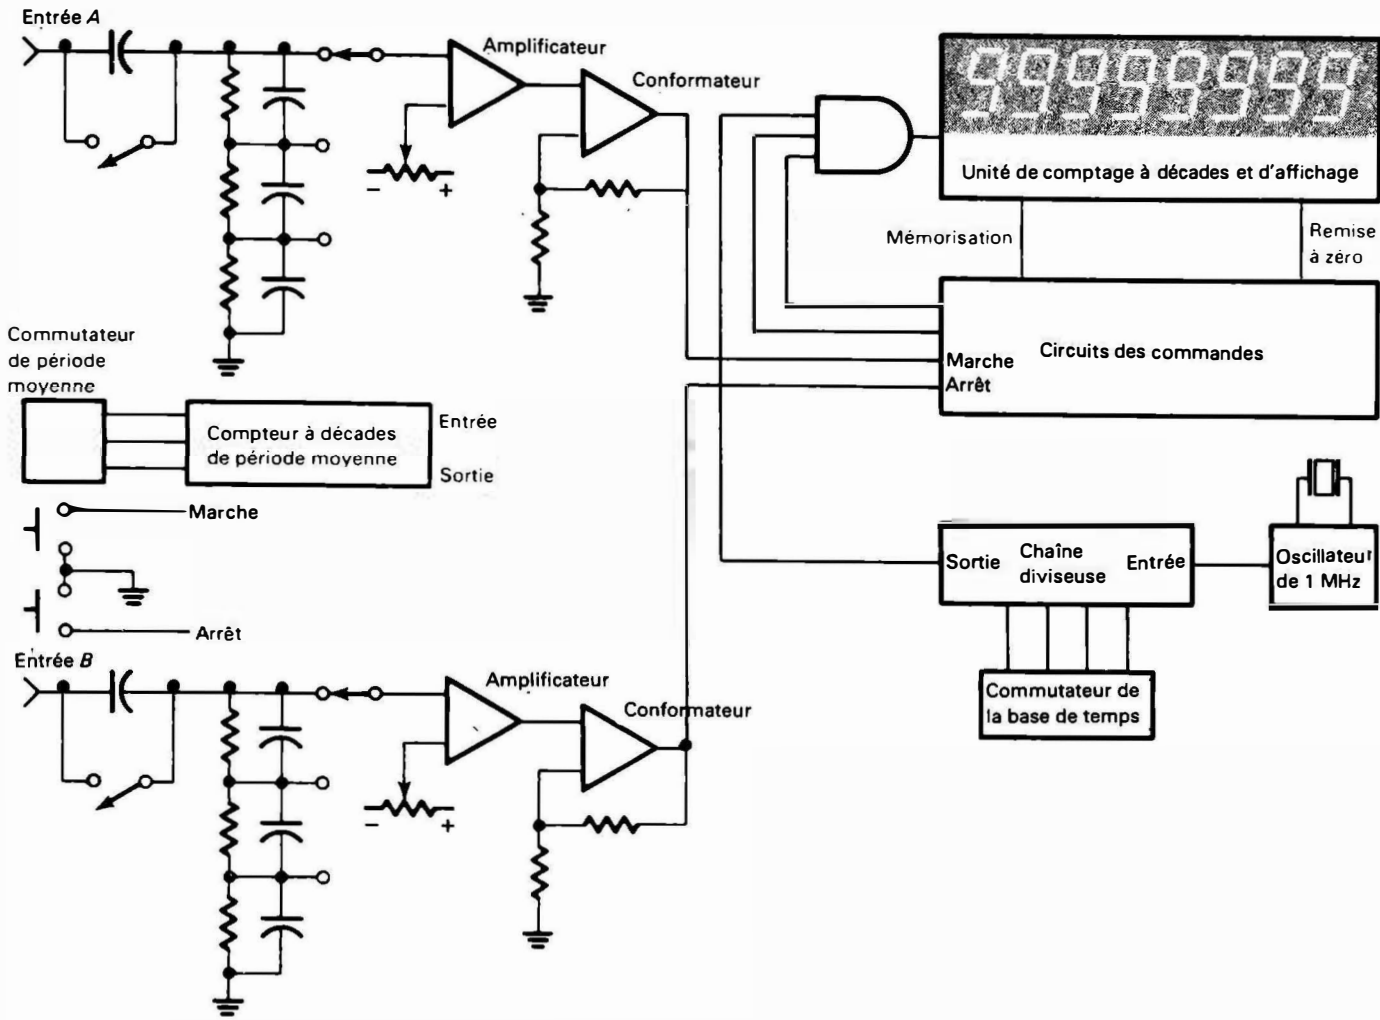 Entrée A
Amplificateur
Conformateur
99999999
Unité de comptage à décades et d'affichage
Mémorisation
Remise
à zéro
Circuits des commandes
Marche
Arrêt
Commutateur
de période
moyenne
Compteur à décades
de période moyenne
Entrée
Sortie
Marche
Arrêt
Sortie
Chaîne
diviseuse
Entrée
Oscillateur
de 1 MHz
Commutateur de
la base de temps
Entrée B
Amplificateur
Conformateur
- +
- +